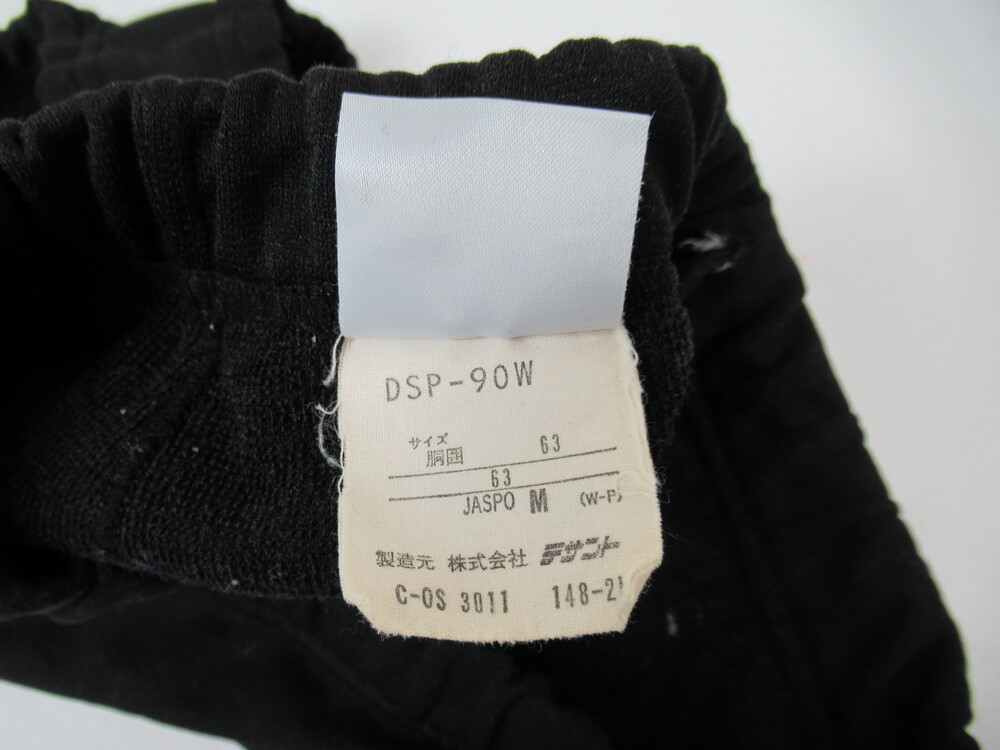 DSP-90W
サイズ
胴囲 63
63
JASPO M (W-P)
製造元 株式会社 デサント
C-OS 3011 148-2